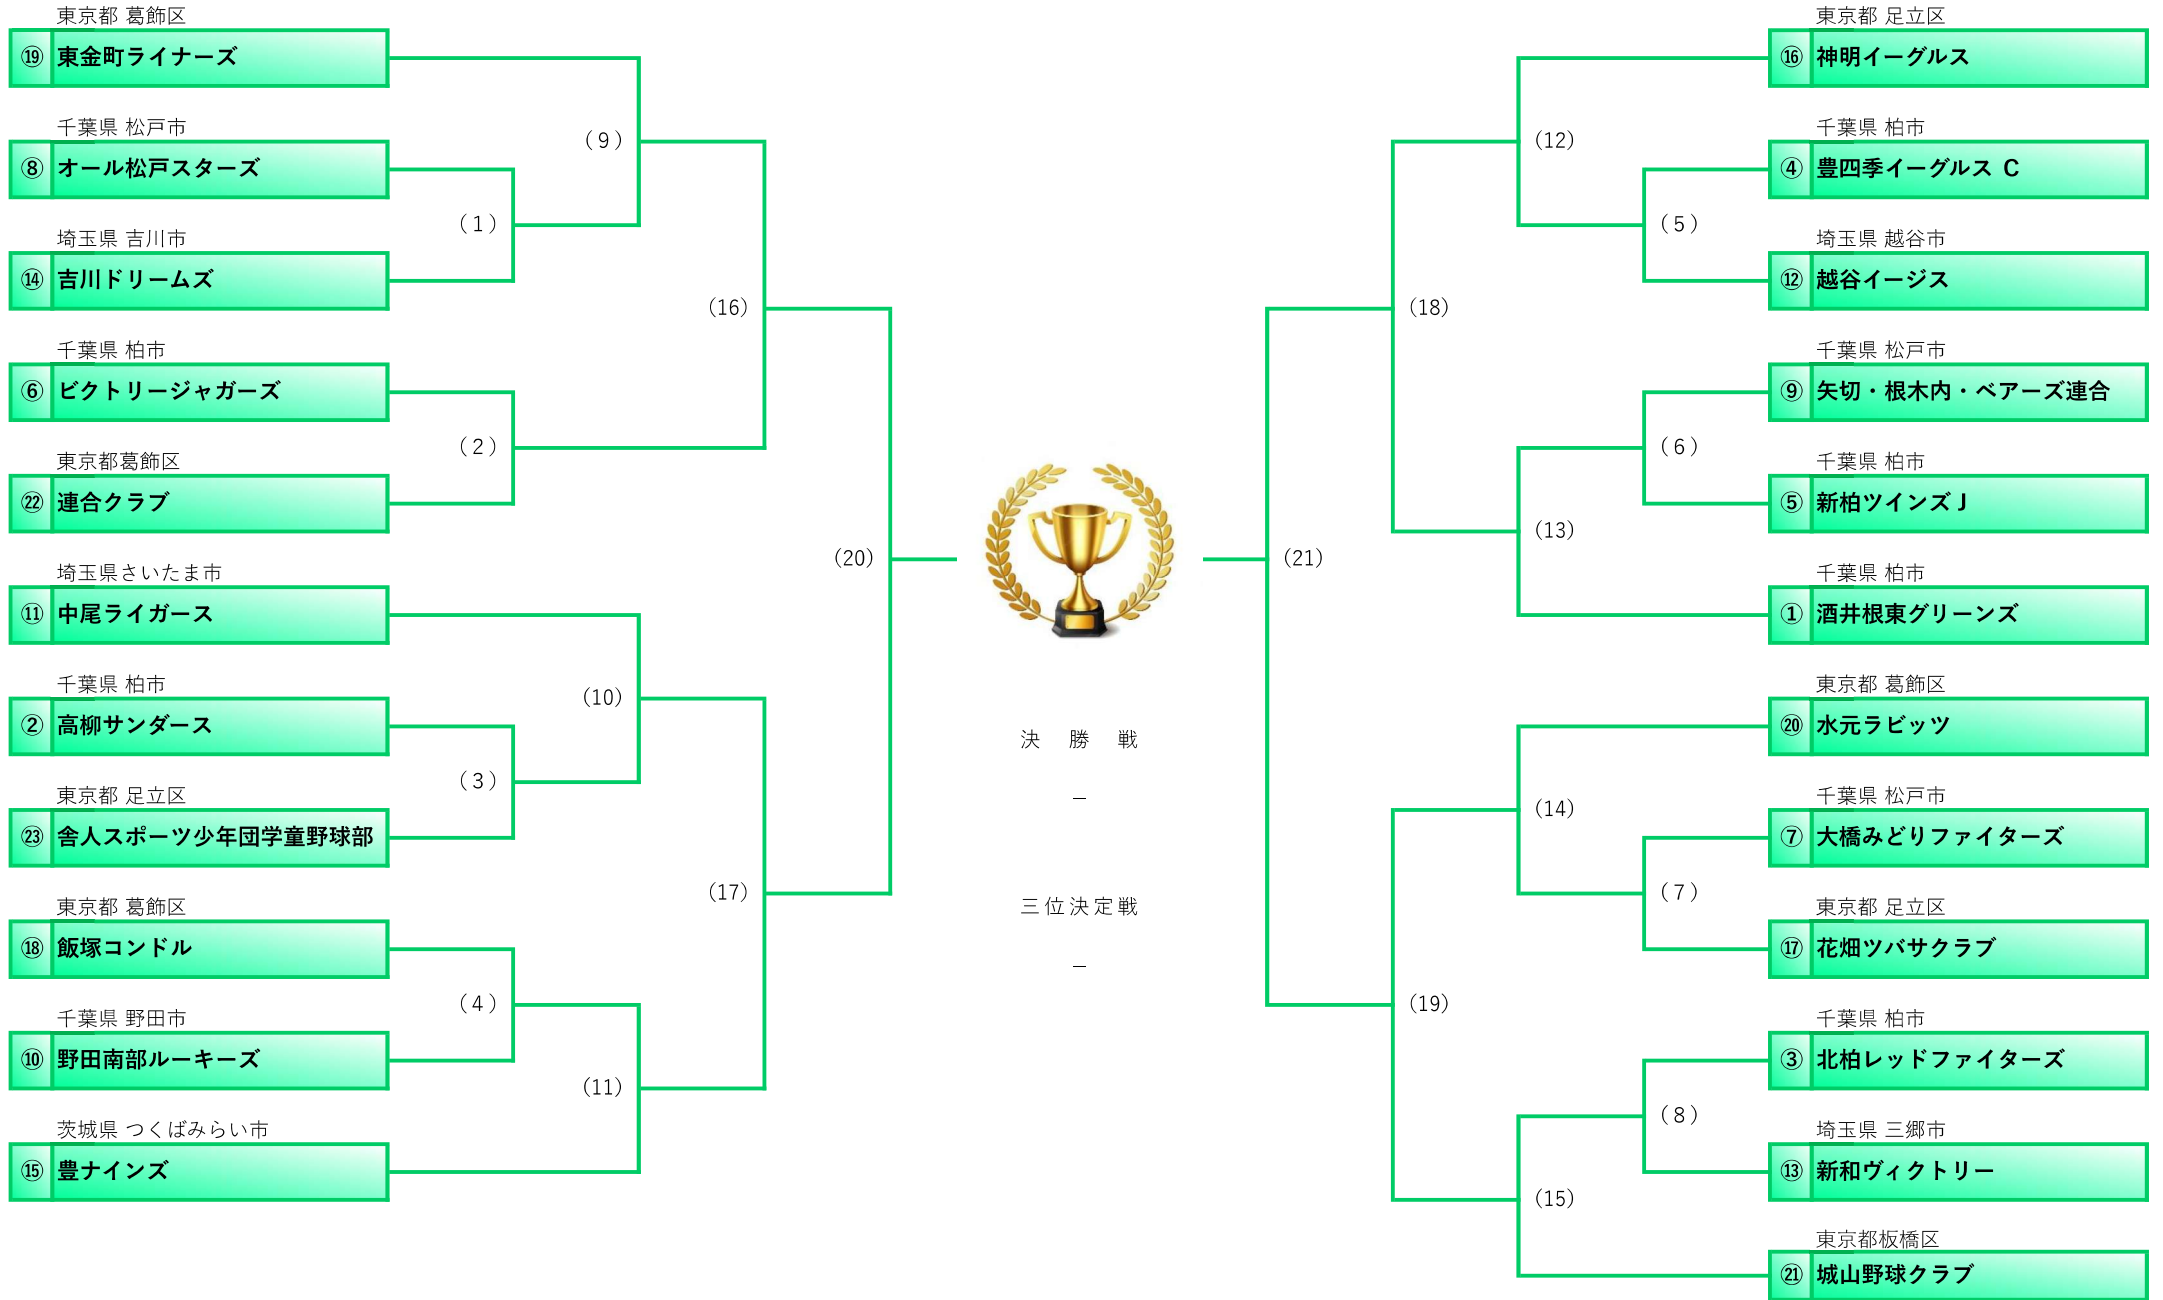 東京都 葛飾区
⑲ 東金町ライナーズ
千葉県 松戸市
⑧ オール松戸スターズ
埼玉県 吉川市
⑭ 吉川ドリームズ
千葉県 柏市
⑥ ビクトリージャガーズ
東京都葛飾区
㉒ 連合クラブ
埼玉県さいたま市
⑪ 中尾ライガース
千葉県 柏市
② 高柳サンダース
東京都 足立区
㉓ 舎人スポーツ少年団学童野球部
東京都 葛飾区
⑱ 飯塚コンドル
千葉県 野田市
⑩ 野田南部ルーキーズ
茨城県 つくばみらい市
⑮ 豊ナインズ
(1)
(2)
(3)
(4)
(9)
(10)
(11)
(16)
(17)
(20)
決 勝 戦
–
三位決定戦
–
(21)
(18)
(19)
(12)
(13)
(14)
(15)
(5)
(6)
(7)
(8)
東京都 足立区
⑯ 神明イーグルス
千葉県 柏市
④ 豊四季イーグルス C
埼玉県 越谷市
⑫ 越谷イージス
千葉県 松戸市
⑨ 矢切・根木内・ベアーズ連合
千葉県 柏市
⑤ 新柏ツインズJ
千葉県 柏市
① 酒井根東グリーンズ
東京都 葛飾区
⑳ 水元ラビッツ
千葉県 松戸市
⑦ 大橋みどりファイターズ
東京都 足立区
⑰ 花畑ツバサクラブ
千葉県 柏市
③ 北柏レッドファイターズ
埼玉県 三郷市
⑬ 新和ヴィクトリー
東京都板橋区
㉑ 城山野球クラブ